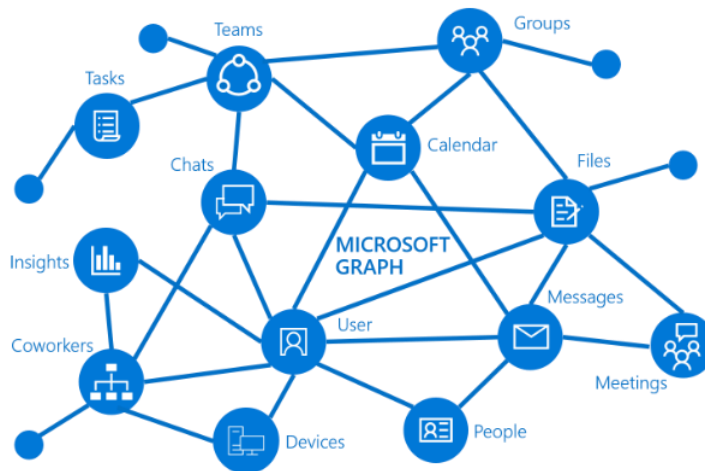 Teams
Groups
Tasks
Calendar
Chats
Files
MICROSOFT
GRAPH
Insights
Messages
User
Coworkers
Meetings
People
Devices